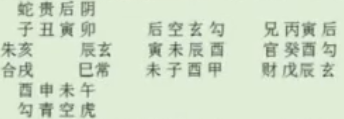 蛇贵后阴
子丑寅卯 后空玄勾 兄丙寅后
朱亥 辰玄 寅未辰酉 官癸酉勾
合戌 巳常 未子酉甲 财戊辰玄
酉申未午
勾青空虎